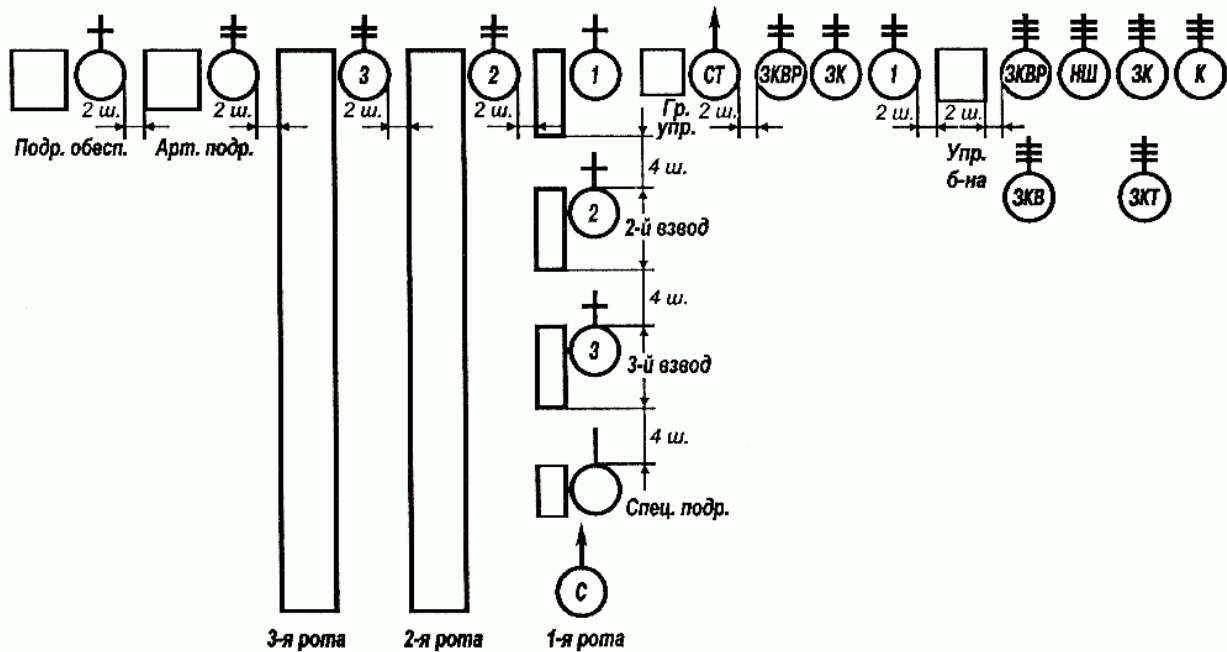 3 2 1 СТ ЗКВР ЗК 1 ЗКВР НШ ЗК К
2 ш. 2 ш. 2 ш. 2 ш. 2 ш. 2 ш. 2 ш.
Подр. обесп. Арт. подр. Гр. упр. Упр. б-на
4 ш.
ЗКВ ЗКТ
2
2-й взвод
4 ш.
3
3-й взвод
4 ш.
Спец. подр.
С
3-я рота 2-я рота 1-я рота